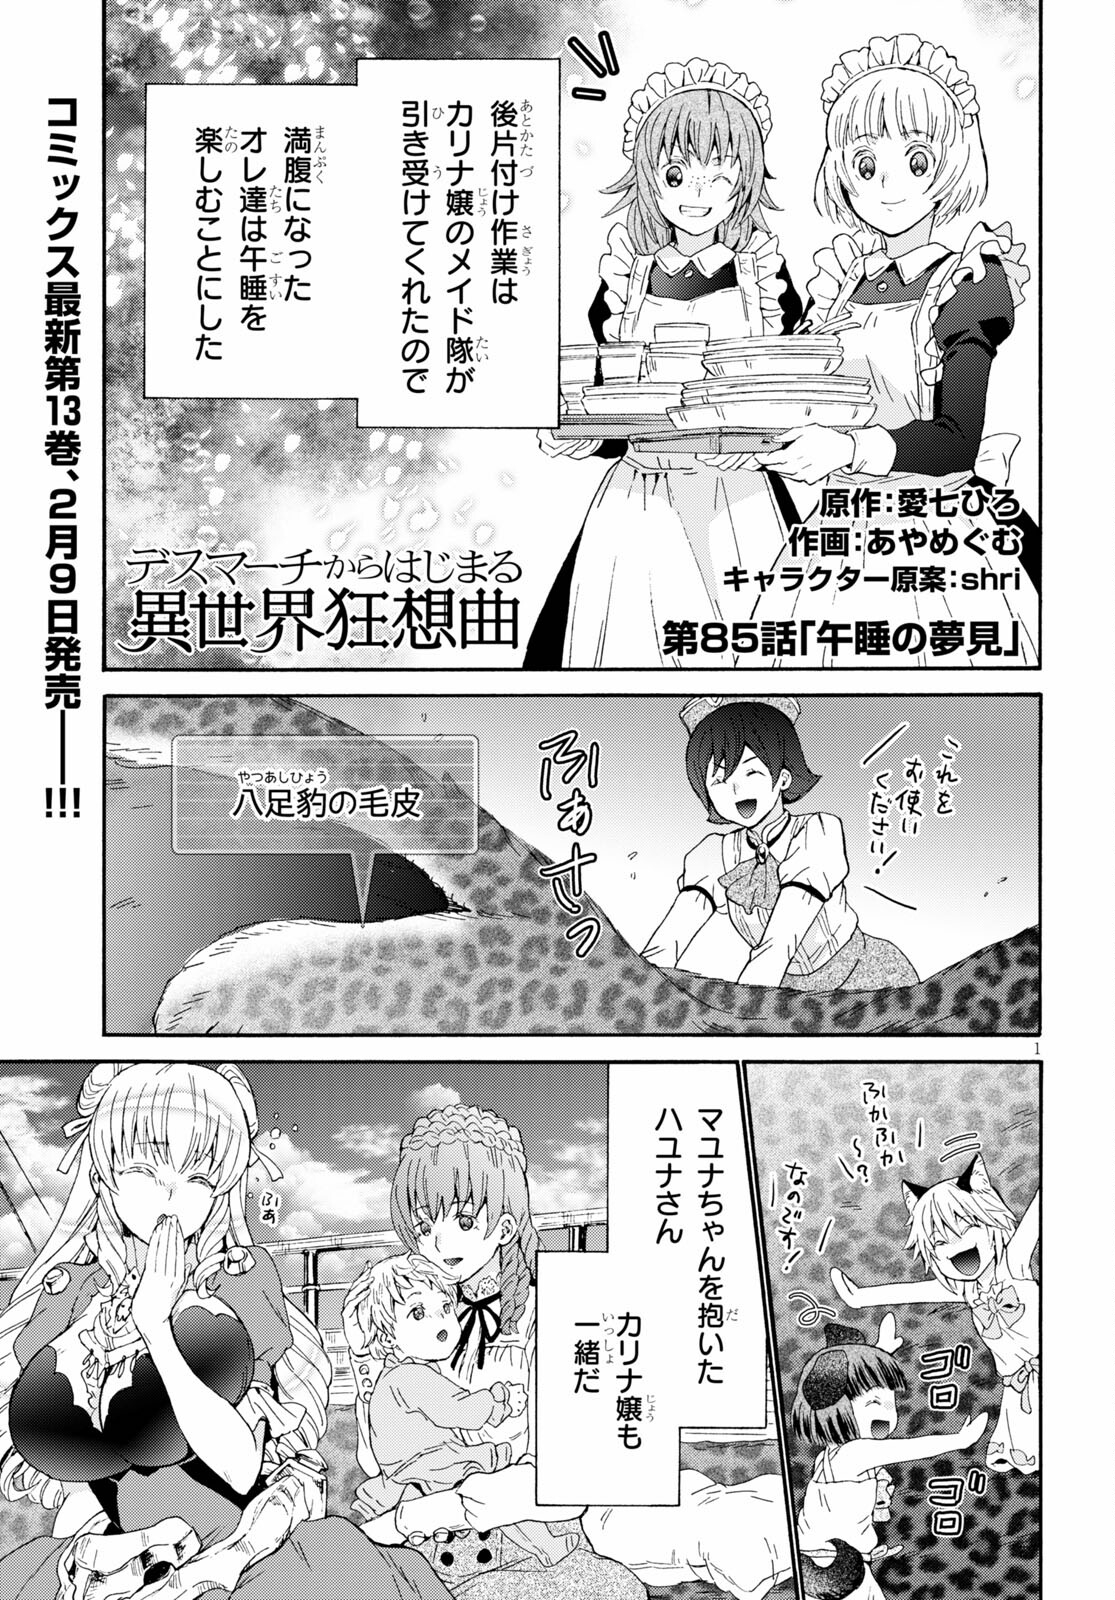 コミックス最新第13巻、2月9日発売――!!!
後片付け作業は
カリナ嬢のメイド隊が
引き受けてくれたので
満腹になった
オレ達は午睡を
楽しむことにした
原作：愛七ひろ
作画：あやめぐむ
キャラクター原案：shri
デスマーチからはじまる
異世界狂想曲
第85話「午睡の夢見」
これを
お使い
ください！
ふぁさっ
やつあしひょう
八足豹の毛皮
1
ふかふか
～？
なのです！
ゴロ
ゴロ
マユナちゃんを抱いた
ハユナさん
カリナ嬢も
一緒だ
ふぁ